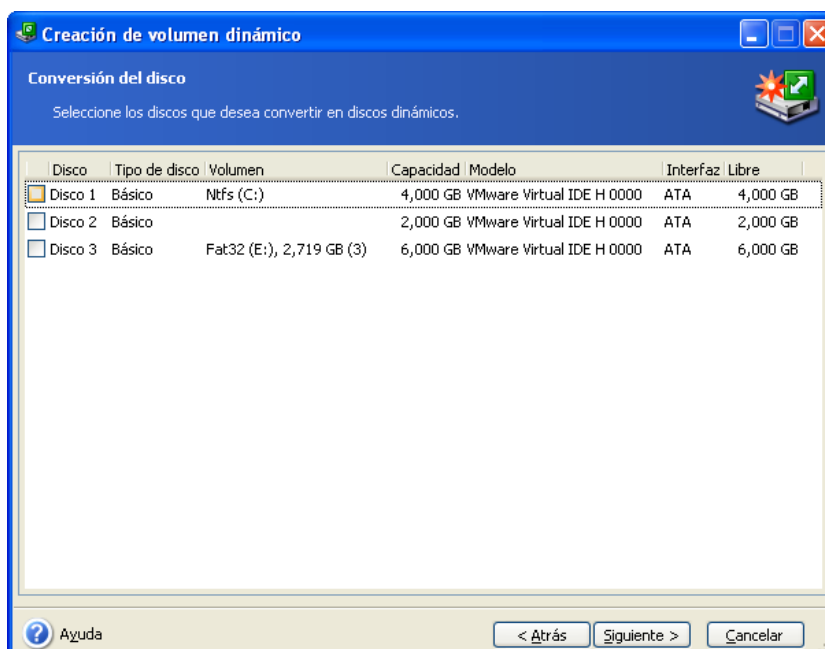 Creación de volumen dinámico
Conversión del disco
Seleccione los discos que desea convertir en discos dinámicos.
Disco Tipo de disco Volumen Capacidad Modelo Interfaz Libre
Disco 1 Básico Ntfs (C:) 4,000 GB VMware Virtual IDE H 0000 ATA 4,000 GB
Disco 2 Básico 2,000 GB VMware Virtual IDE H 0000 ATA 2,000 GB
Disco 3 Básico Fat32 (E:), 2,719 GB (3) 6,000 GB VMware Virtual IDE H 0000 ATA 6,000 GB
Ayuda < Atrás Siguiente > Cancelar